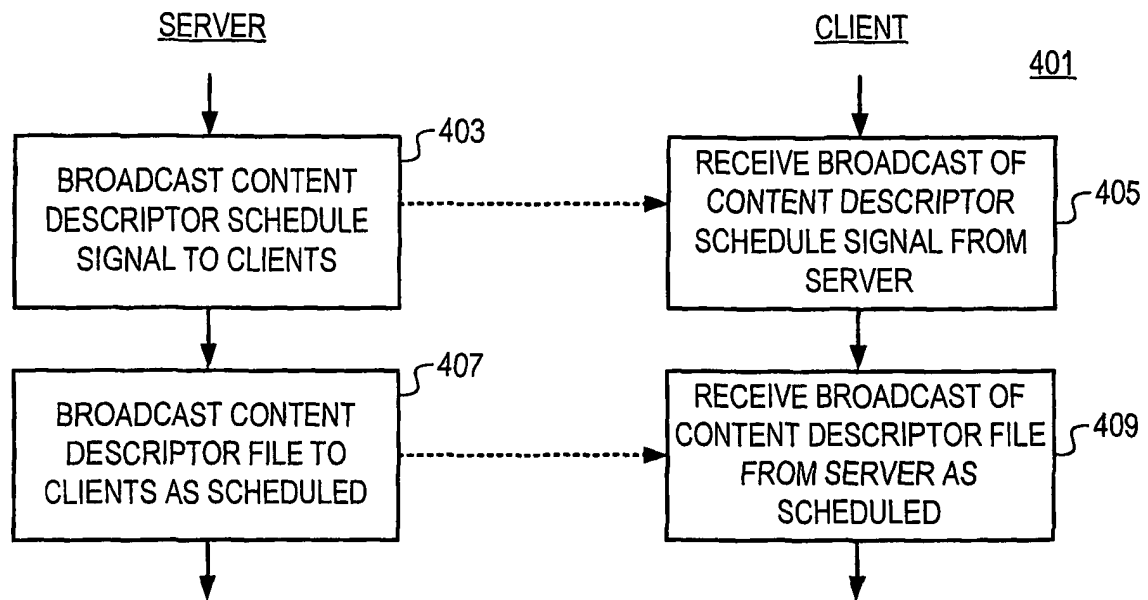 SERVER
CLIENT
401
403
BROADCAST CONTENT
DESCRIPTOR SCHEDULE
SIGNAL TO CLIENTS
RECEIVE BROADCAST OF
CONTENT DESCRIPTOR
SCHEDULE SIGNAL FROM
SERVER
405
407
BROADCAST CONTENT
DESCRIPTOR FILE TO
CLIENTS AS SCHEDULED
RECEIVE BROADCAST OF
CONTENT DESCRIPTOR FILE
FROM SERVER AS
SCHEDULED
409